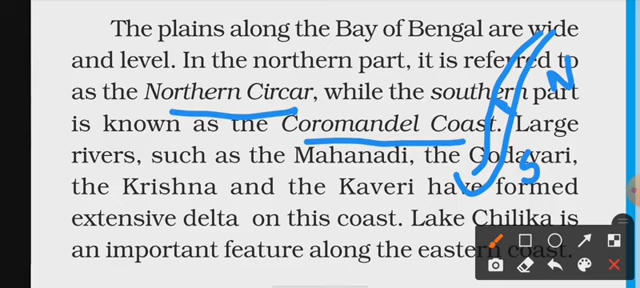 The plains along the Bay of Bengal are wide
and level. In the northern part, it is referred to
as the Northern Circar, while the southern part
is known as the Coromandel Coast. Large
rivers, such as the Mahanadi, the Godavari,
the Krishna and the Kaveri have formed
extensive delta on this coast. Lake Chilika is
an important feature along the eastern coast.
N
S